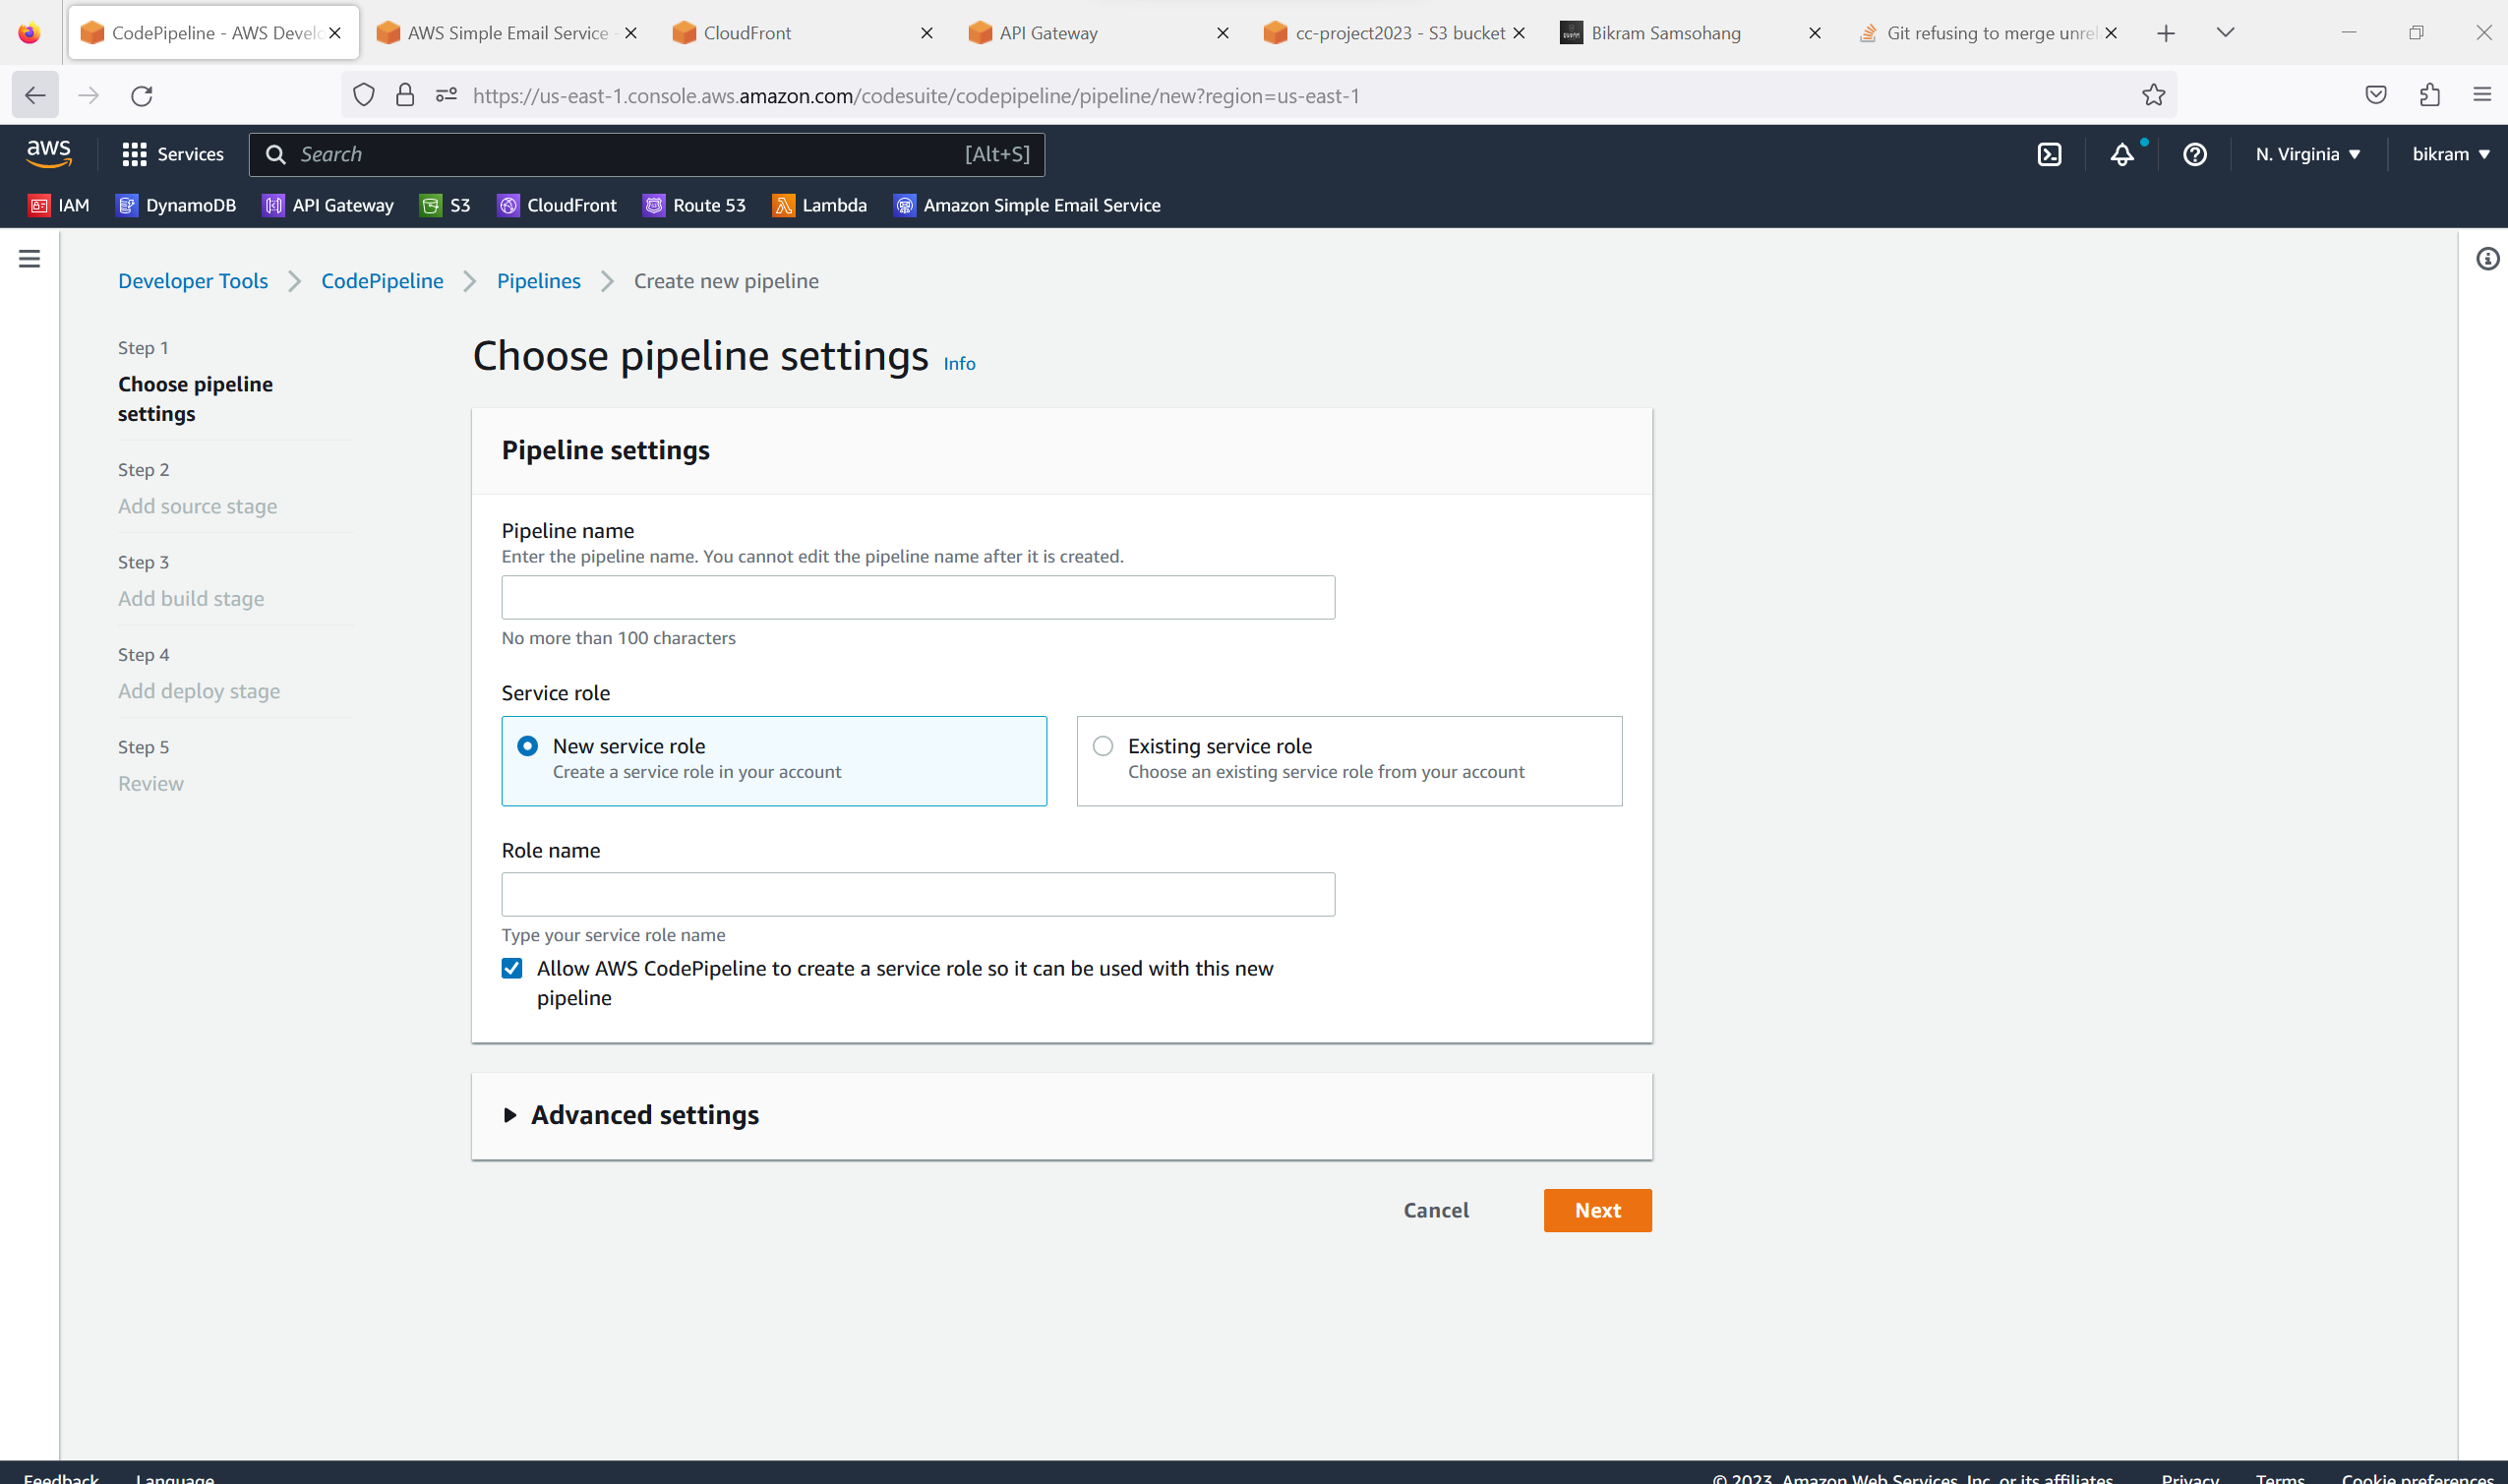 CodePipeline - AWS Develo
AWS Simple Email Service -
CloudFront
API Gateway
cc-project2023 - S3 bucket
Bikram Samsohang
Git refusing to merge unrel
https://us-east-1.console.aws.amazon.com/codesuite/codepipeline/pipeline/new?region=us-east-1
aws
Services
Search
[Alt+S]
N. Virginia
bikram
IAM
DynamoDB
API Gateway
S3
CloudFront
Route 53
Lambda
Amazon Simple Email Service
Developer Tools
CodePipeline
Pipelines
Create new pipeline
Step 1
Choose pipeline
settings
Step 2
Add source stage
Step 3
Add build stage
Step 4
Add deploy stage
Step 5
Review
Choose pipeline settings Info
Pipeline settings
Pipeline name
Enter the pipeline name. You cannot edit the pipeline name after it is created.
No more than 100 characters
Service role
New service role
Create a service role in your account
Existing service role
Choose an existing service role from your account
Role name
Type your service role name
Allow AWS CodePipeline to create a service role so it can be used with this new
pipeline
Advanced settings
Cancel
Next
Feedback
Language
© 2023, Amazon Web Services, Inc. or its affiliates.
Privacy
Terms
Cookie preferences